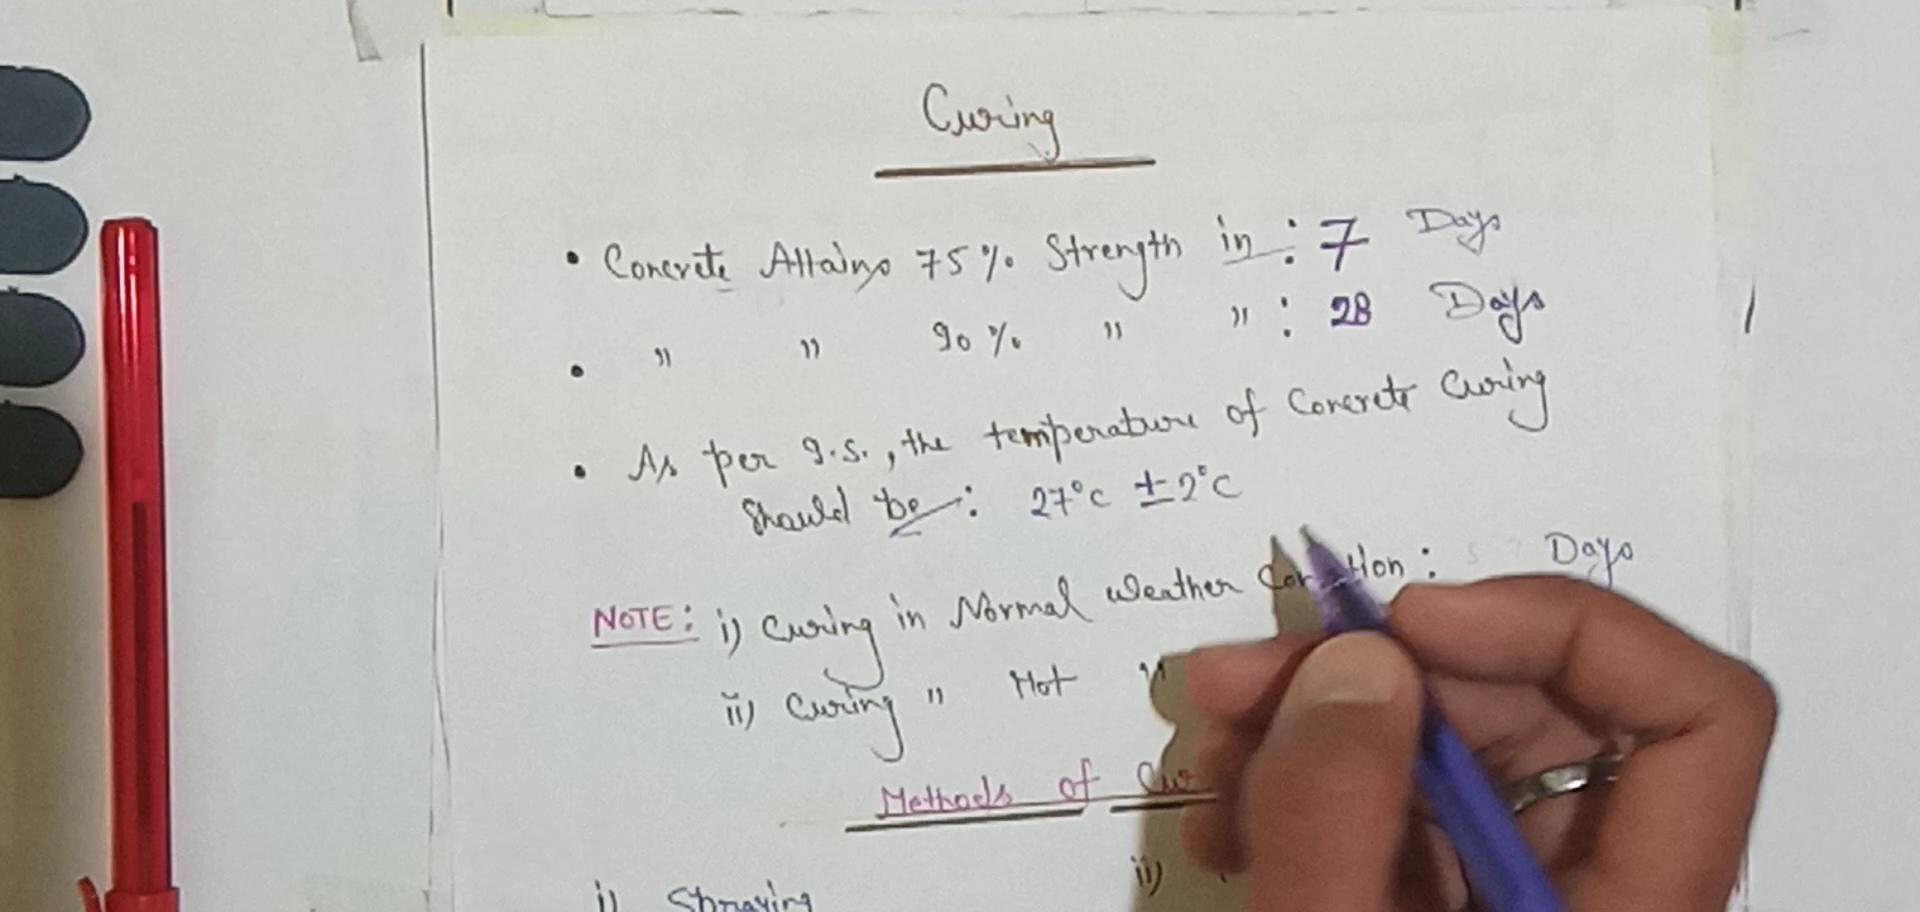 Curing
• Concrete Attains 75% Strength in : 7 Days
• " " 90% " " : 28 Days
• As per I.S., the temperature of Concrete Curing
Should be : 27°C ± 2°C
NOTE : i) Curing in Normal Weather : Days
ii) Curing " Hot "
Methods of
i) Spraying
ii)